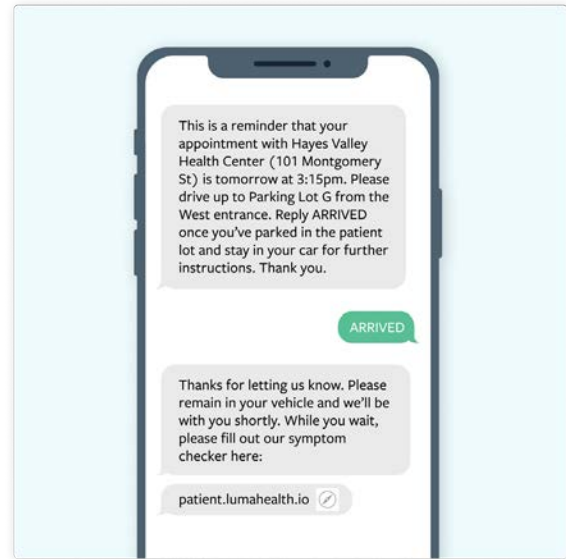 This is a reminder that your
appointment with Hayes Valley
Health Center (101 Montgomery
St) is tomorrow at 3:15pm. Please
drive up to Parking Lot G from the
West entrance. Reply ARRIVED
once you've parked in the patient
lot and stay in your car for further
instructions. Thank you.
ARRIVED
Thanks for letting us know. Please
remain in your vehicle and we'll be
with you shortly. While you wait,
please fill out our symptom
checker here:
patient.lumahealth.io